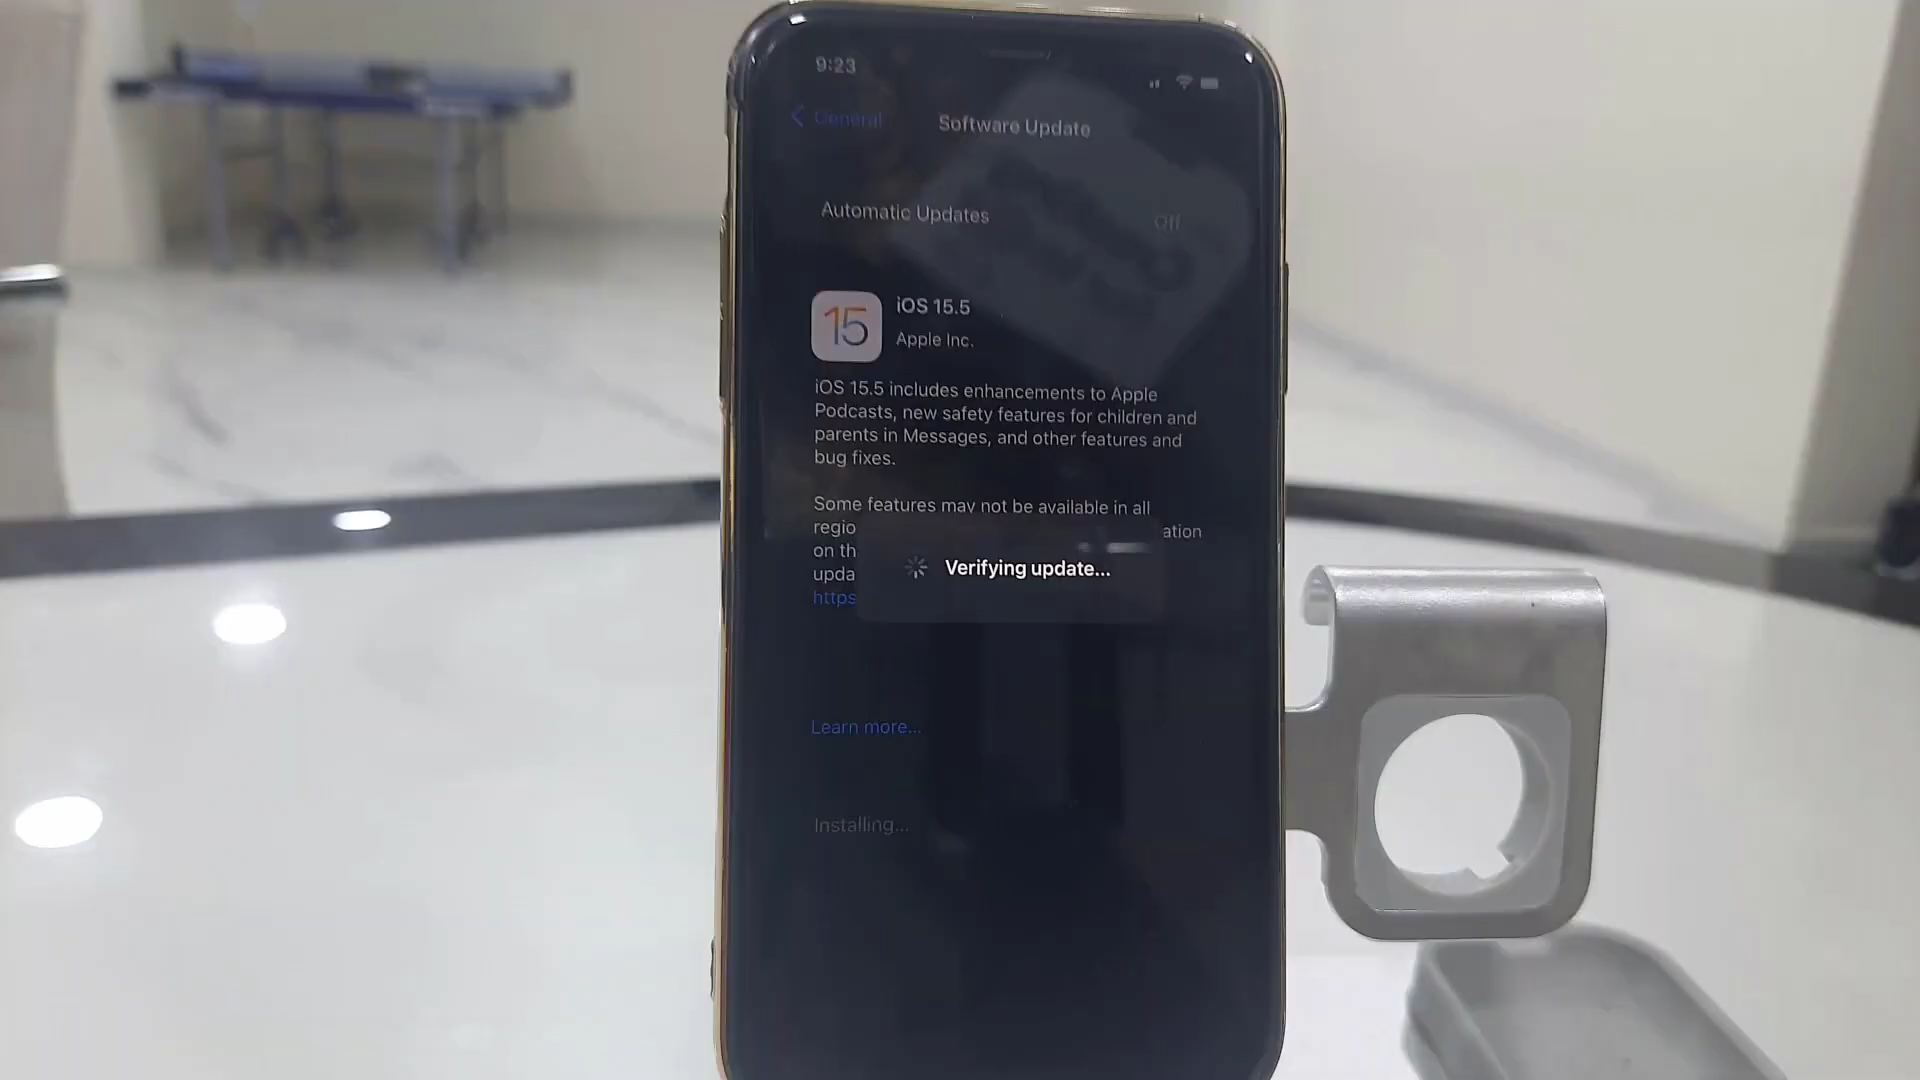 9:23
General
Software Update
Automatic Updates
Off
15
iOS 15.5
Apple Inc.
iOS 15.5 includes enhancements to Apple
Podcasts, new safety features for children and
parents in Messages, and other features and
bug fixes.
Some features may not be available in all
regio ation
on th
upda
https
Verifying update...
Learn more...
Installing...